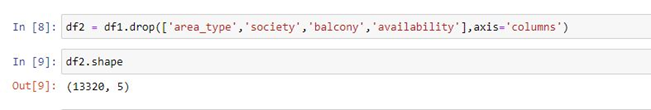 In [8]: df2 = df1.drop(['area_type','society','balcony','availability'],axis='columns')
In [9]: df2.shape
Out[9]: (13320, 5)